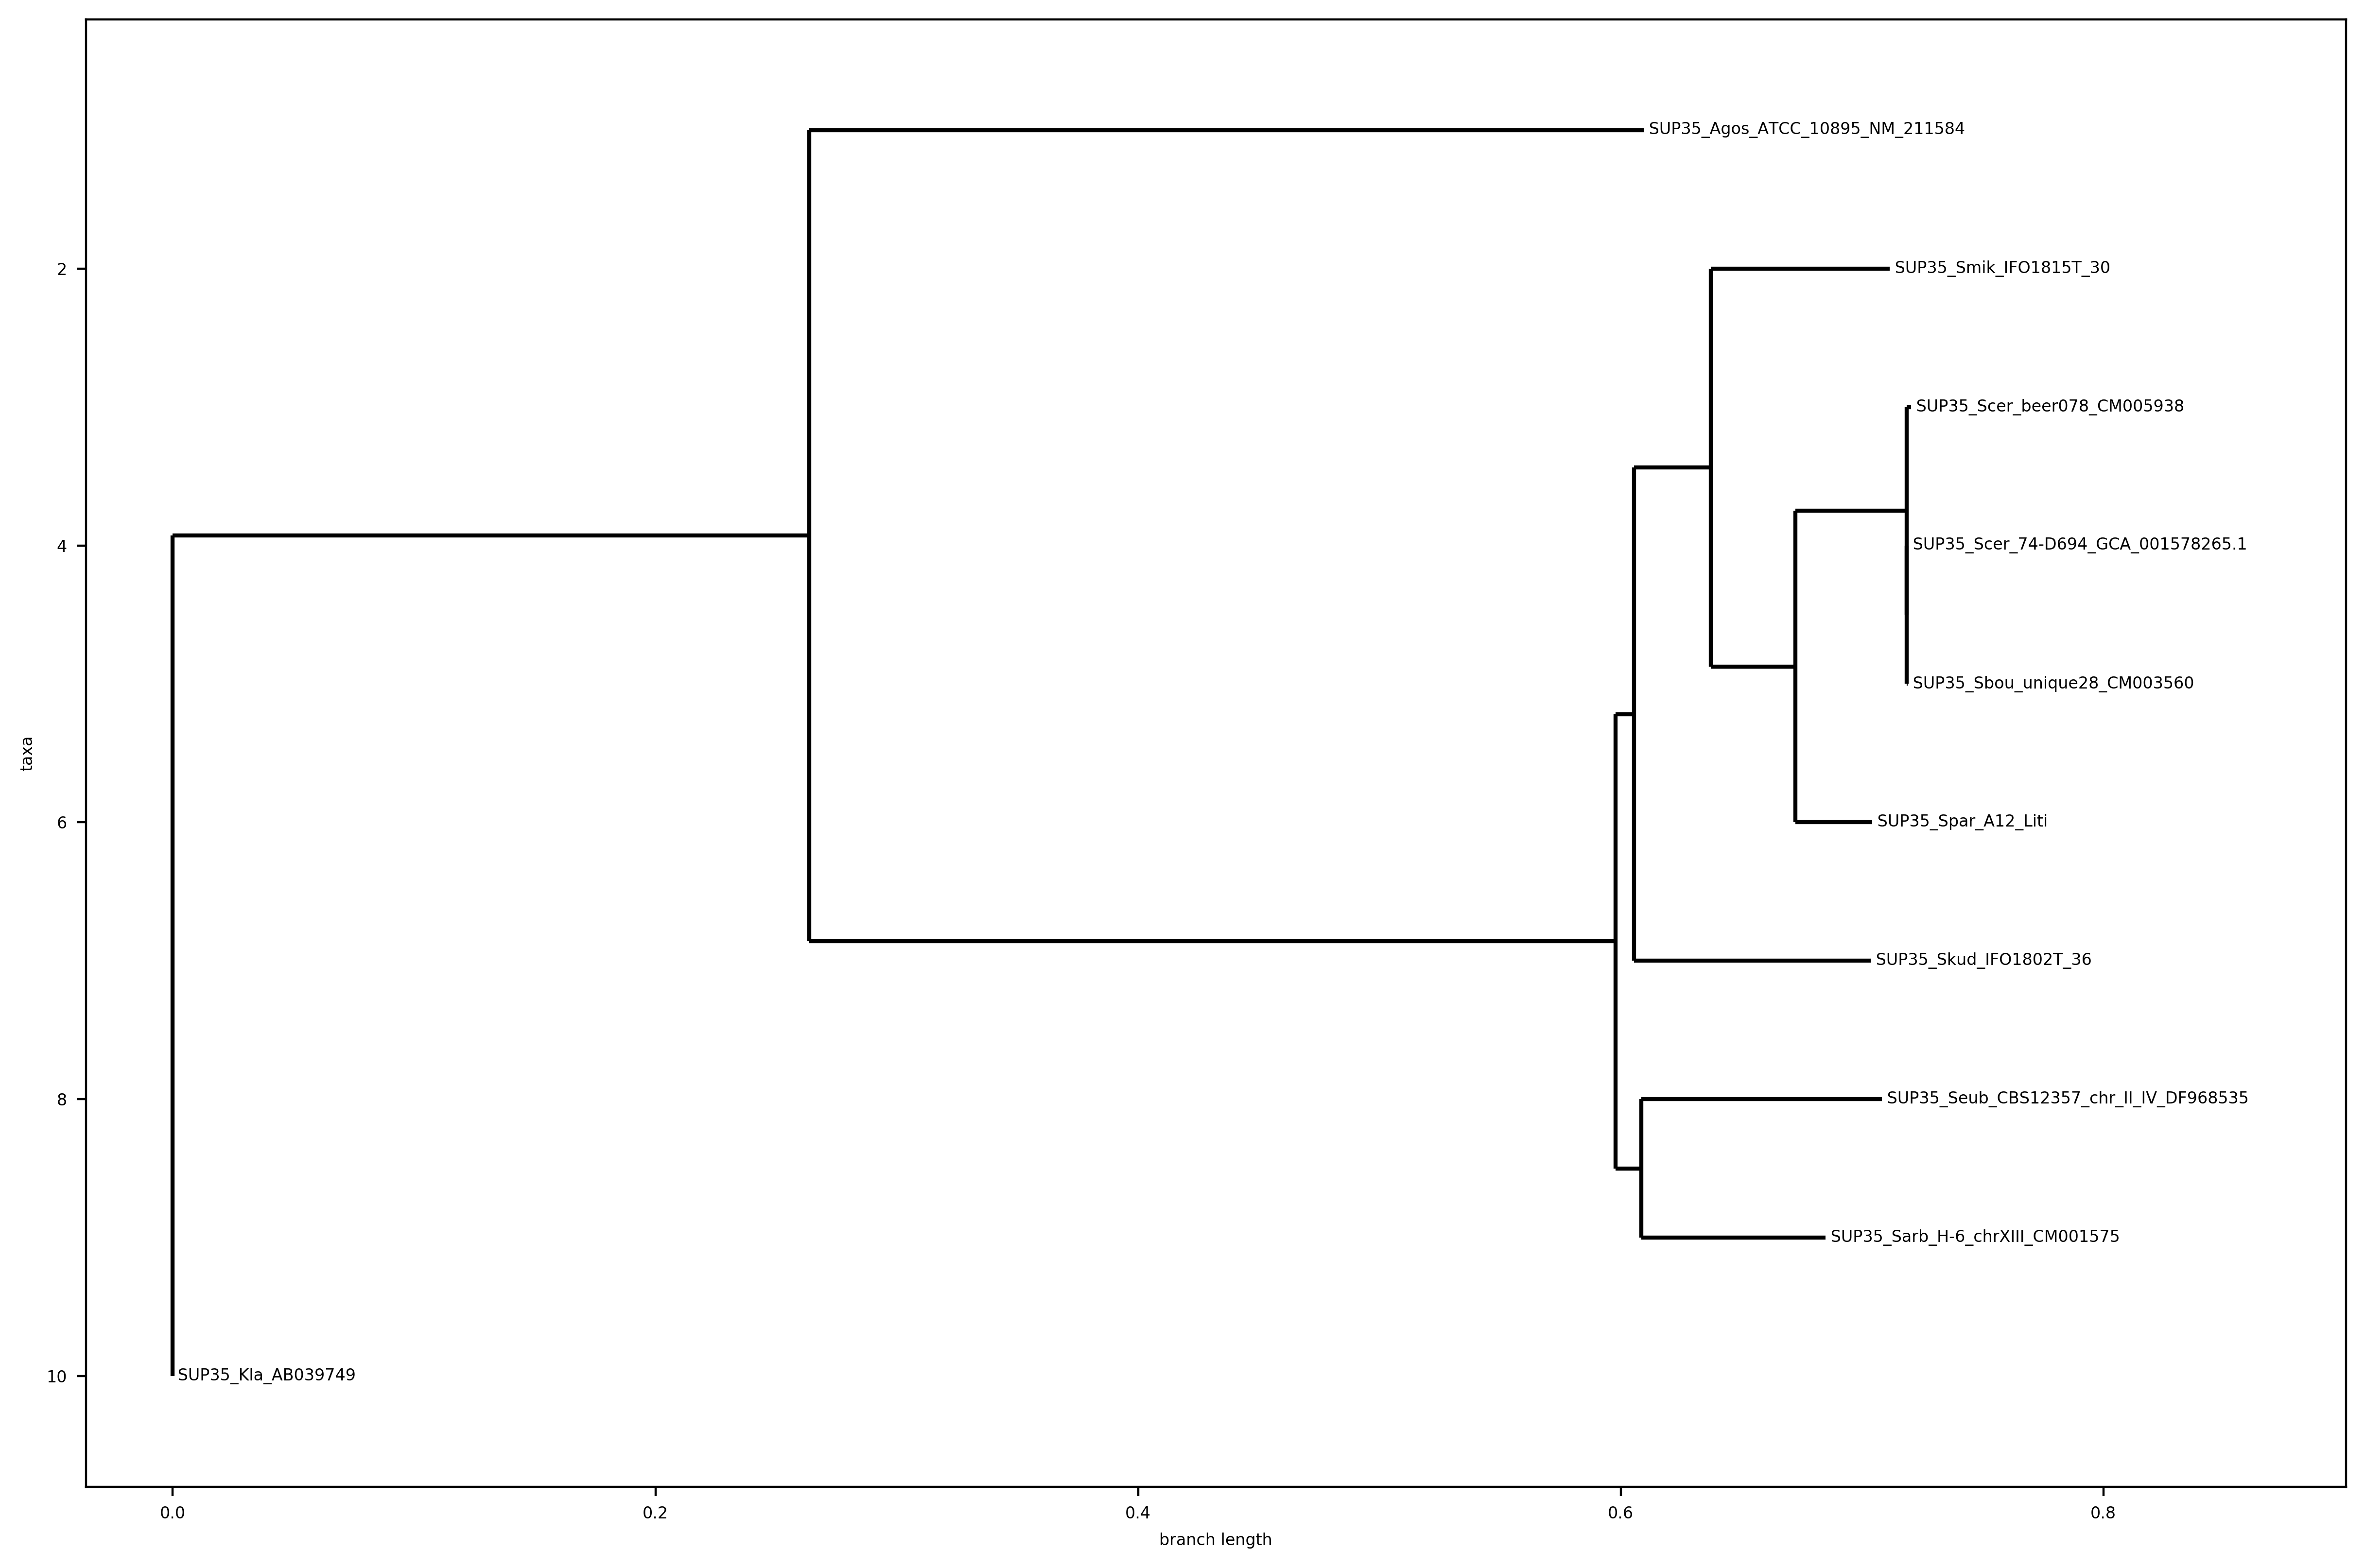 SUP35_Agos_ATCC_10895_NM_211584
2
SUP35_Smik_IFO1815T_30
SUP35_Scer_beer078_CM005938
4
SUP35_Scer_74-D694_GCA_001578265.1
SUP35_Sbou_unique28_CM003560
taxa
6
SUP35_Spar_A12_Liti
SUP35_Skud_IFO1802T_36
8
SUP35_Seub_CBS12357_chr_II_IV_DF968535
SUP35_Sarb_H-6_chrXIII_CM001575
10
SUP35_Kla_AB039749
0.0 0.2 0.4 0.6 0.8
branch length